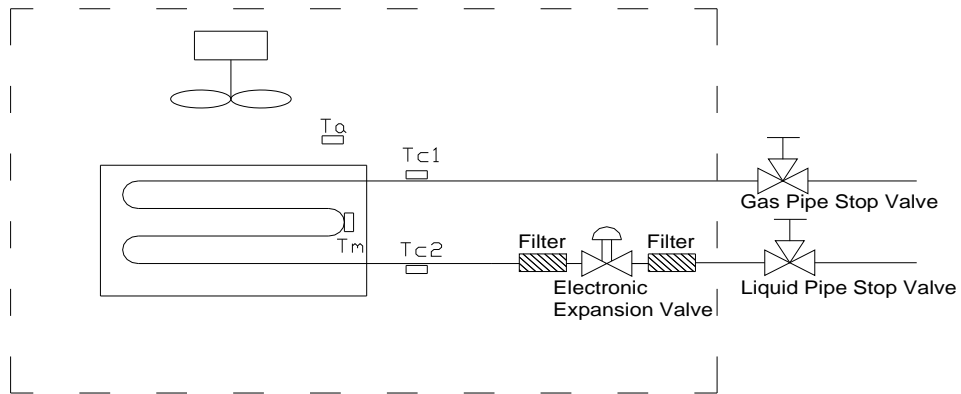 Ta
Tc1
Gas Pipe Stop Valve
Tm
Tc2
Filter
Filter
Electronic
Expansion Valve
Liquid Pipe Stop Valve